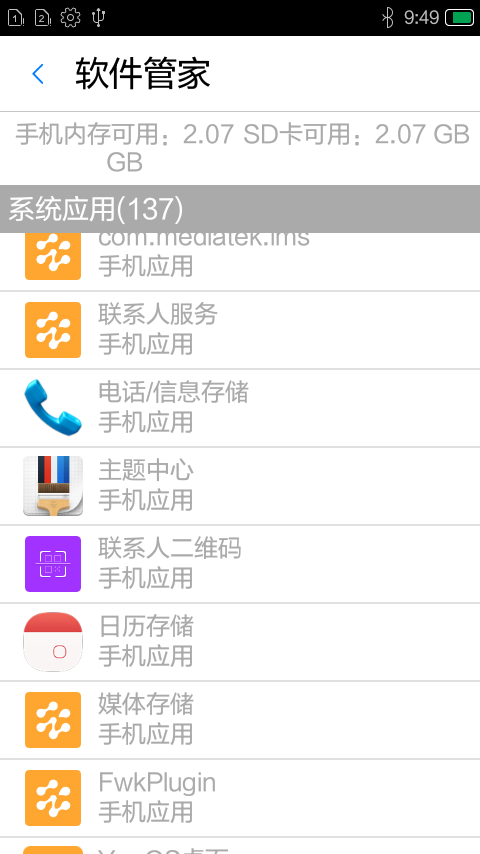 1 2 9:49
软件管家
手机内存可用：2.07 GB
SD卡可用：2.07 GB
系统应用(137)
com.mediatek.ims
手机应用
联系人服务
手机应用
电话/信息存储
手机应用
主题中心
手机应用
联系人二维码
手机应用
日历存储
手机应用
媒体存储
手机应用
FwkPlugin
手机应用